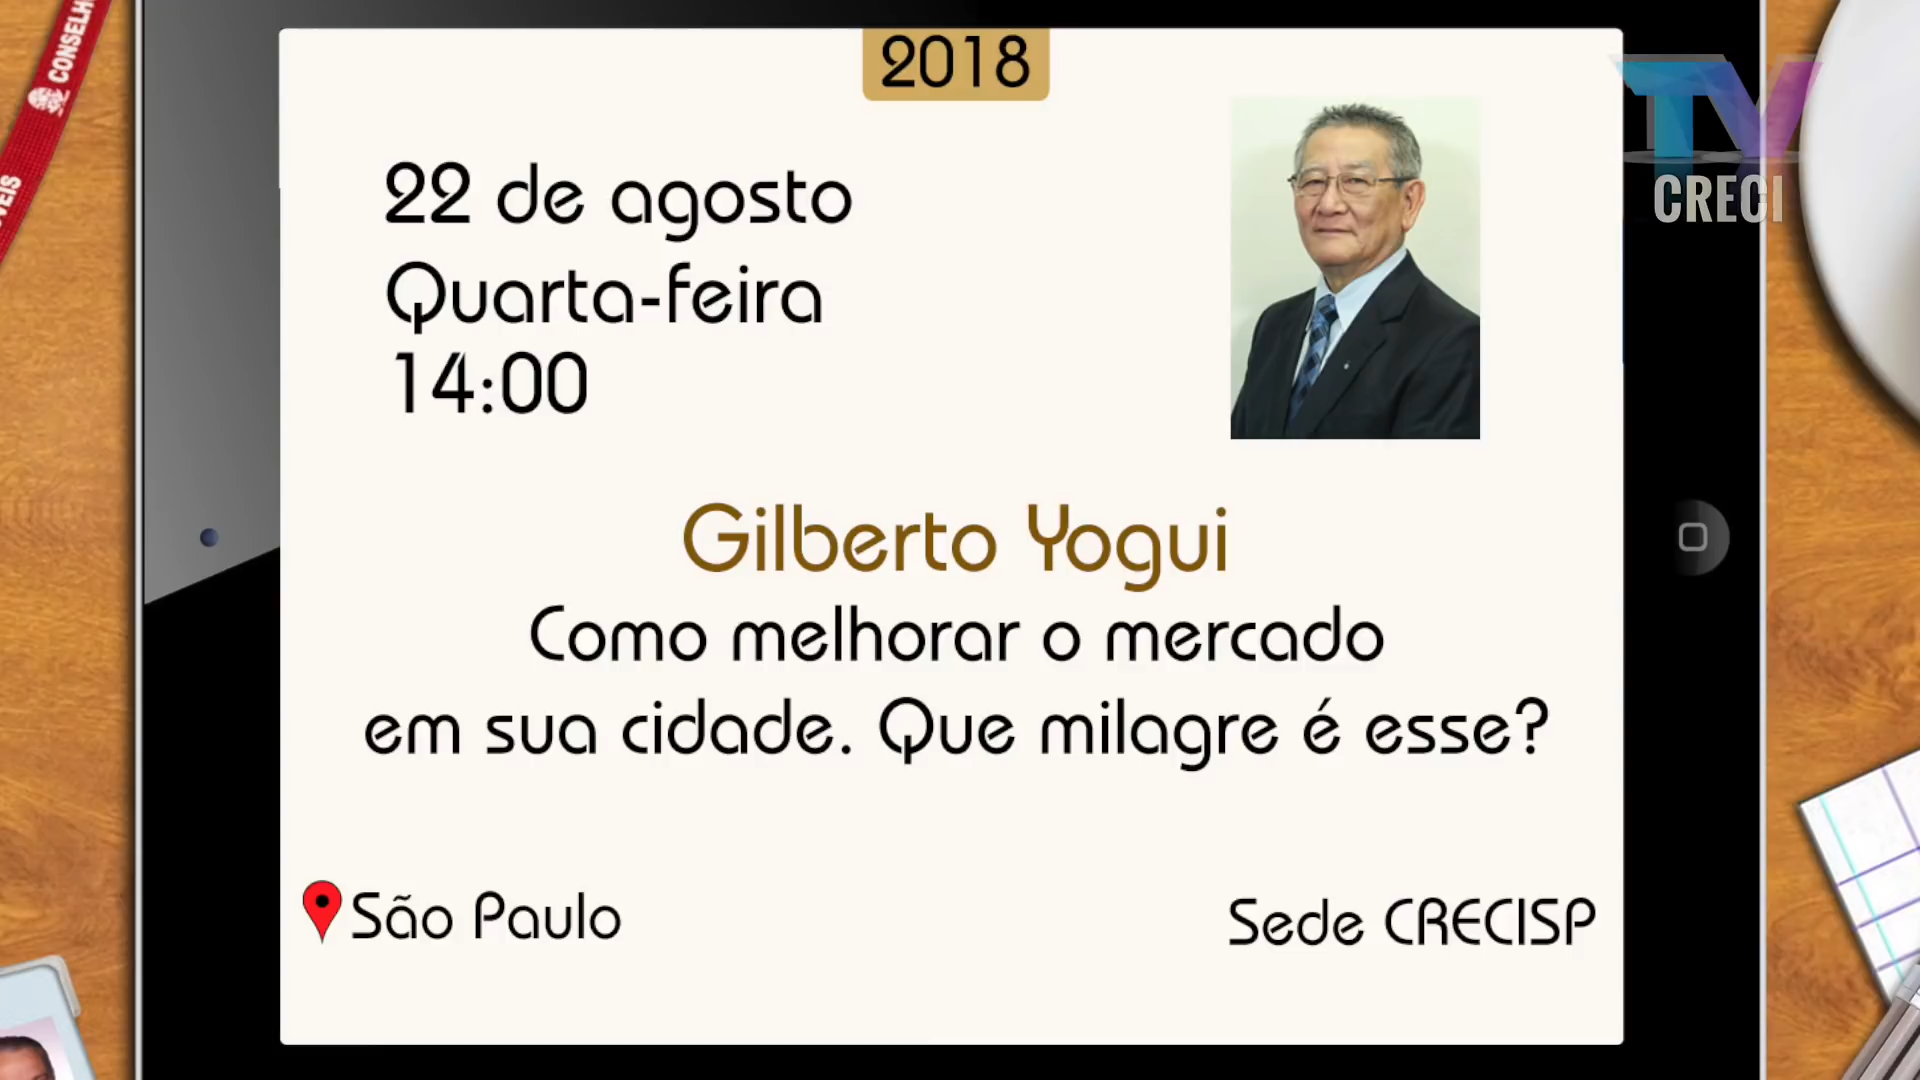 CONSELH
VEIS
2018
TV
CRECI
22 de agosto
Quarta-feira
14:00
Gilberto Yogui
Como melhorar o mercado
em sua cidade. Que milagre é esse?
São Paulo
Sede CRECISP